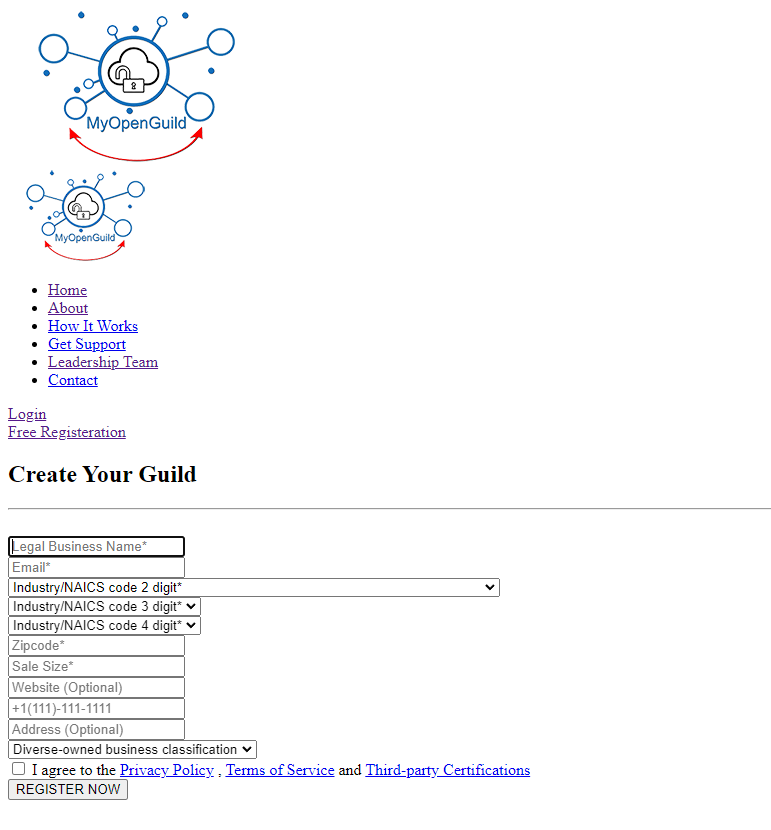 MyOpenGuild
MyOpenGuild
Home
About
How It Works
Get Support
Leadership Team
Contact
Login
Free Registeration
Create Your Guild
Legal Business Name*
Email*
Industry/NAICS code 2 digit*
Industry/NAICS code 3 digit*
Industry/NAICS code 4 digit*
Zipcode*
Sale Size*
Website (Optional)
+1(111)-111-1111
Address (Optional)
Diverse-owned business classification
I agree to the Privacy Policy , Terms of Service and Third-party Certifications
REGISTER NOW